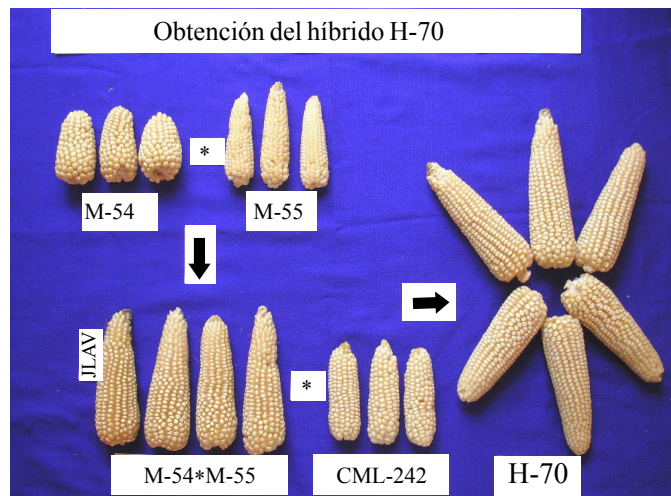 Obtención del híbrido H-70
*
M-54
M-55
JLAV
*
M-54*M-55
CML-242
H-70